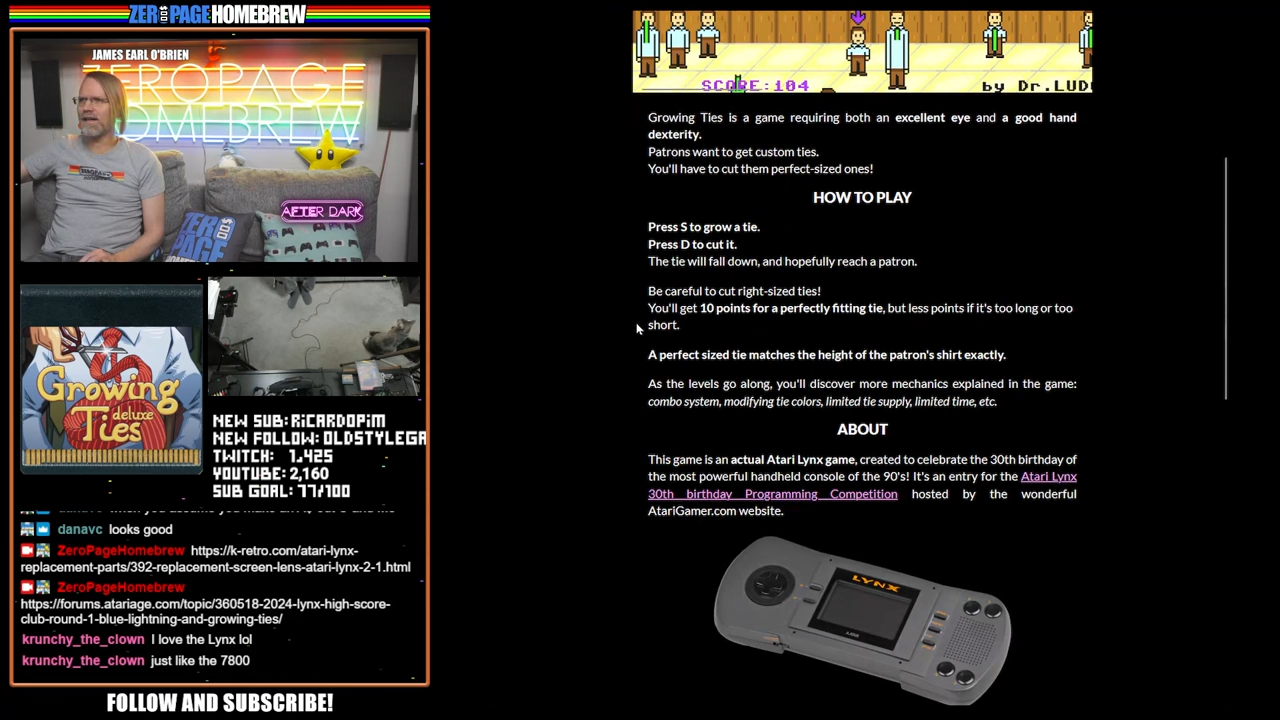 ZEROPAGE HOMEBREW
JAMES EARL O'BRIEN
ZEROPAGE
HOMEBREW
AFTER DARK
Growing
deluxe
Ties
NEW SUB: RICARDOPIM
NEW FOLLOW: OLDSTYLEGA
TWITCH: 1,425
YOUTUBE: 2,160
SUB GOAL: 77/100
danavc looks good
ZeroPageHomebrew https://k-retro.com/atari-lynx-
replacement-parts/392-replacement-screen-lens-atari-lynx-2-1.html
ZeroPageHomebrew
https://forums.atariage.com/topic/360518-2024-lynx-high-score-
club-round-1-blue-lightning-and-growing-ties/
krunchy_the_clown I love the Lynx lol
krunchy_the_clown just like the 7800
FOLLOW AND SUBSCRIBE!
SCORE:104
by Dr.LUD
Growing Ties is a game requiring both an excellent eye and a good hand
dexterity.
Patrons want to get custom ties.
You'll have to cut them perfect-sized ones!
HOW TO PLAY
Press S to grow a tie.
Press D to cut it.
The tie will fall down, and hopefully reach a patron.
Be careful to cut right-sized ties!
You'll get 10 points for a perfectly fitting tie, but less points if it's too long or too
short.
A perfect sized tie matches the height of the patron's shirt exactly.
As the levels go along, you'll discover more mechanics explained in the game:
combo system, modifying tie colors, limited tie supply, limited time, etc.
ABOUT
This game is an actual Atari Lynx game, created to celebrate the 30th birthday of
the most powerful handheld console of the 90's! It's an entry for the Atari Lynx
30th birthday Programming Competition hosted by the wonderful
AtariGamer.com website.
LYNX